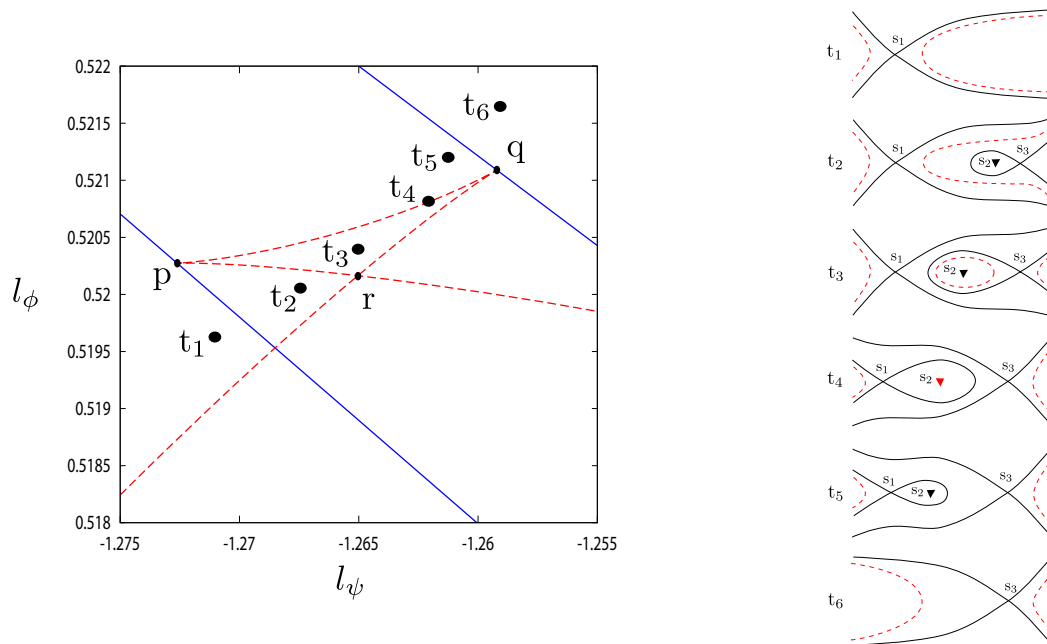 0.522
0.5215
0.521
0.5205
0.52
0.5195
0.519
0.5185
0.518
-1.275
-1.27
-1.265
-1.26
-1.255
l_ϕ
l_ψ
t₆
q
t₅
t₄
t₃
p
t₂
r
t₁
t₁
s₁
t₂
s₁
s₂
s₃
t₃
s₁
s₂
s₃
t₄
s₁
s₂
s₃
t₅
s₁
s₂
s₃
t₆
s₃